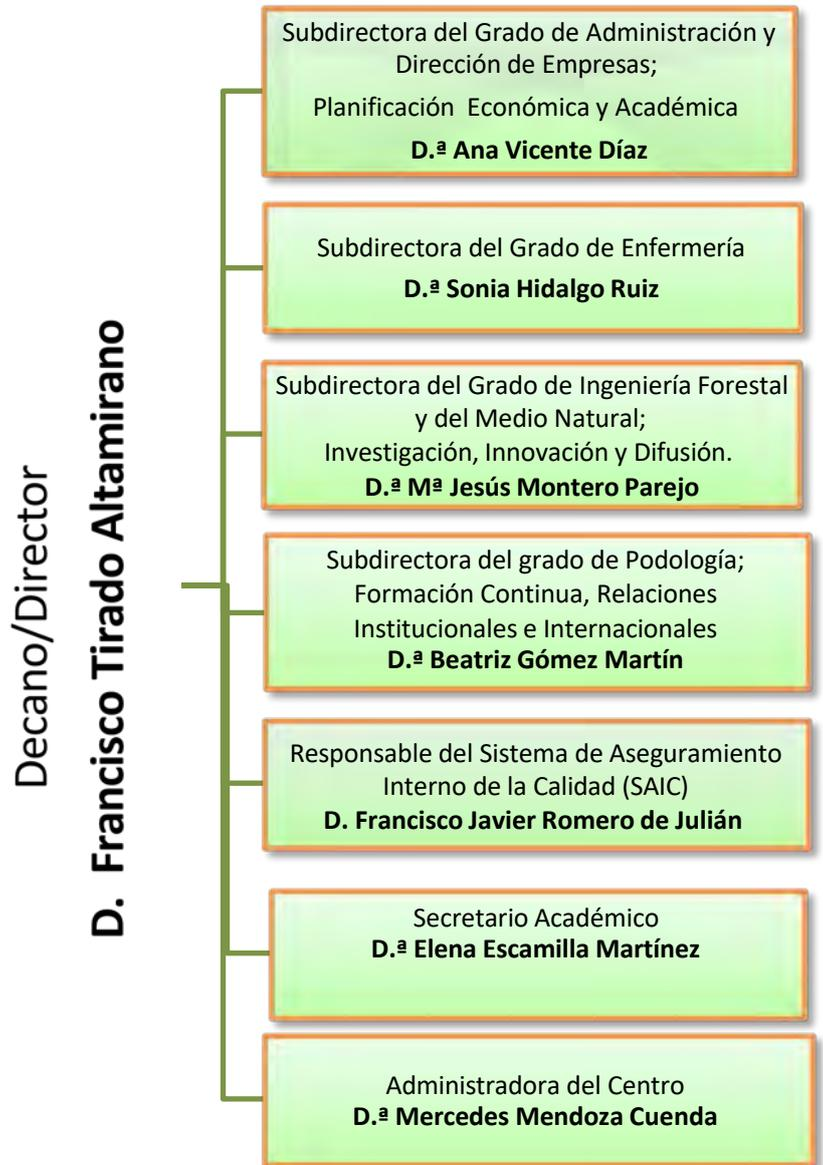 Decano/Director
D. Francisco Tirado Altamirano
Subdirectora del Grado de Administración y
Dirección de Empresas;
Planificación Económica y Académica
D.ª Ana Vicente Díaz
Subdirectora del Grado de Enfermería
D.ª Sonia Hidalgo Ruiz
Subdirectora del Grado de Ingeniería Forestal
y del Medio Natural;
Investigación, Innovación y Difusión.
D.ª Mª Jesús Montero Parejo
Subdirectora del grado de Podología;
Formación Continua, Relaciones
Institucionales e Internacionales
D.ª Beatriz Gómez Martín
Responsable del Sistema de Aseguramiento
Interno de la Calidad (SAIC)
D. Francisco Javier Romero de Julián
Secretario Académico
D.ª Elena Escamilla Martínez
Administradora del Centro
D.ª Mercedes Mendoza Cuenda